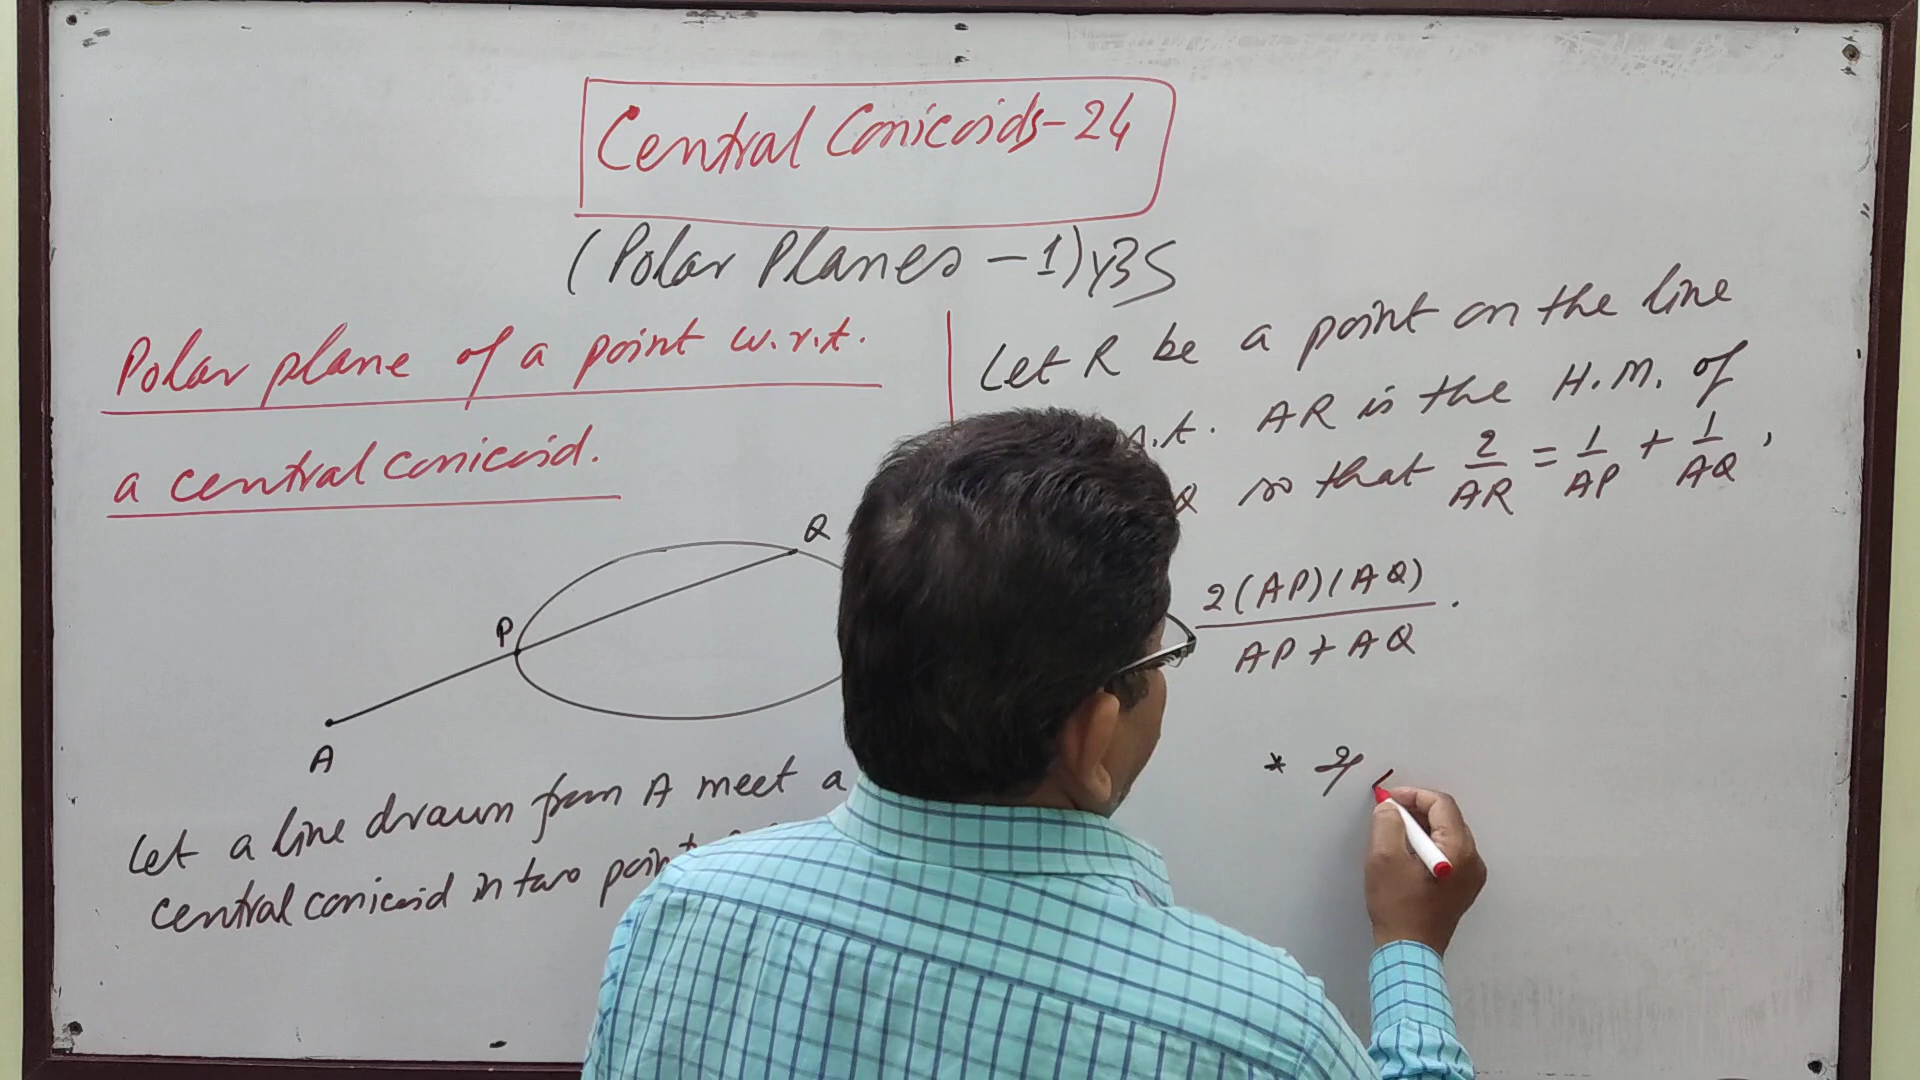 Central Conicoids-24
(Polar Planes - 1) YBS
Polar plane of a point w.r.t.
a central conicoid.
Q
P
A
Let a line drawn from A meet a
central conicoid in two point
Let R be a point on the line
s.t. AR is the H.M. of
Q so that 2/AR = 1/AP + 1/AQ,
2(AP)(AQ)
AP + AQ
.
*